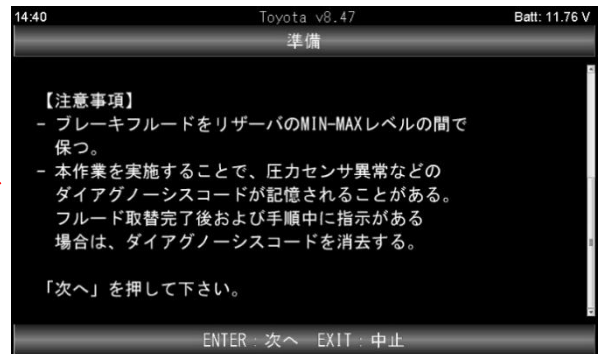 14:40 Toyota v8.47 Batt: 11.76 V
準備
【注意事項】
- ブレーキフルードをリザーバのMIN-MAXレベルの間で
保つ。
- 本作業を実施することで、圧力センサ異常などの
ダイアグノーシスコードが記憶されることがある。
フルード取替完了後および手順中に指示がある
場合は、ダイアグノーシスコードを消去する。
「次へ」を押して下さい。
ENTER:次へ EXIT:中止